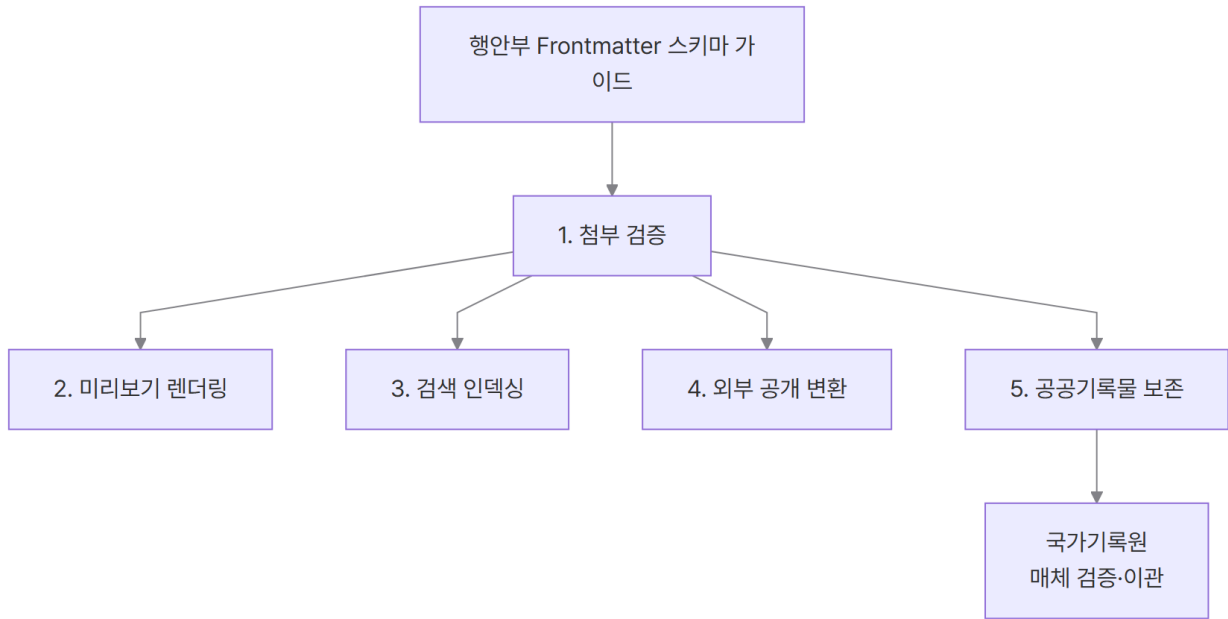 행안부 Frontmatter 스키마 가
이드
1. 첨부 검증
2. 미리보기 렌더링
3. 검색 인덱싱
4. 외부 공개 변환
5. 공공기록물 보존
국가기록원
매체 검증·이관